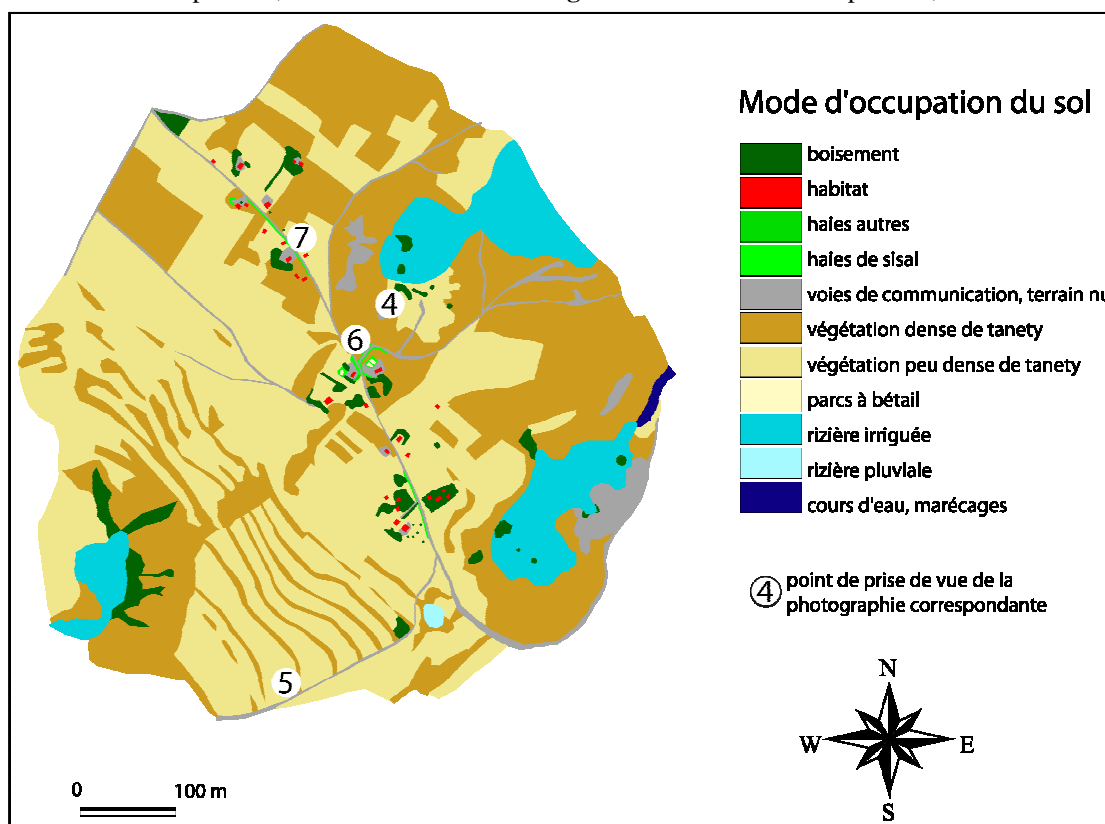 Mode d'occupation du sol
boisement
habitat
haies autres
haies de sisal
voies de communication, terrain nu
végétation dense de tanety
végétation peu dense de tanety
parcs à bétail
rizière irriguée
rizière pluviale
cours d'eau, marécages
4 point de prise de vue de la
photographie correspondante
7
4
6
5
N
W E
S
0 100 m